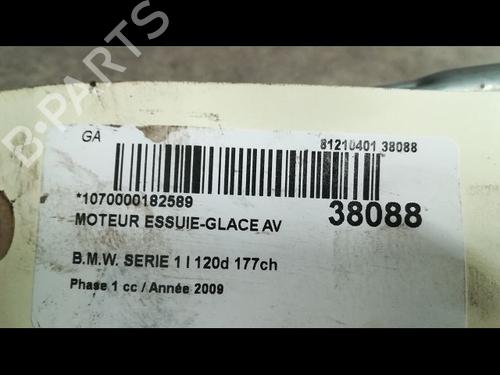 B-PARTS
GA
81210401 38088
*1070000182589
38088
MOTEUR ESSUIE-GLACE AV
B.M.W. SERIE 1 I 120d 177ch
Phase 1 cc / Année 2009